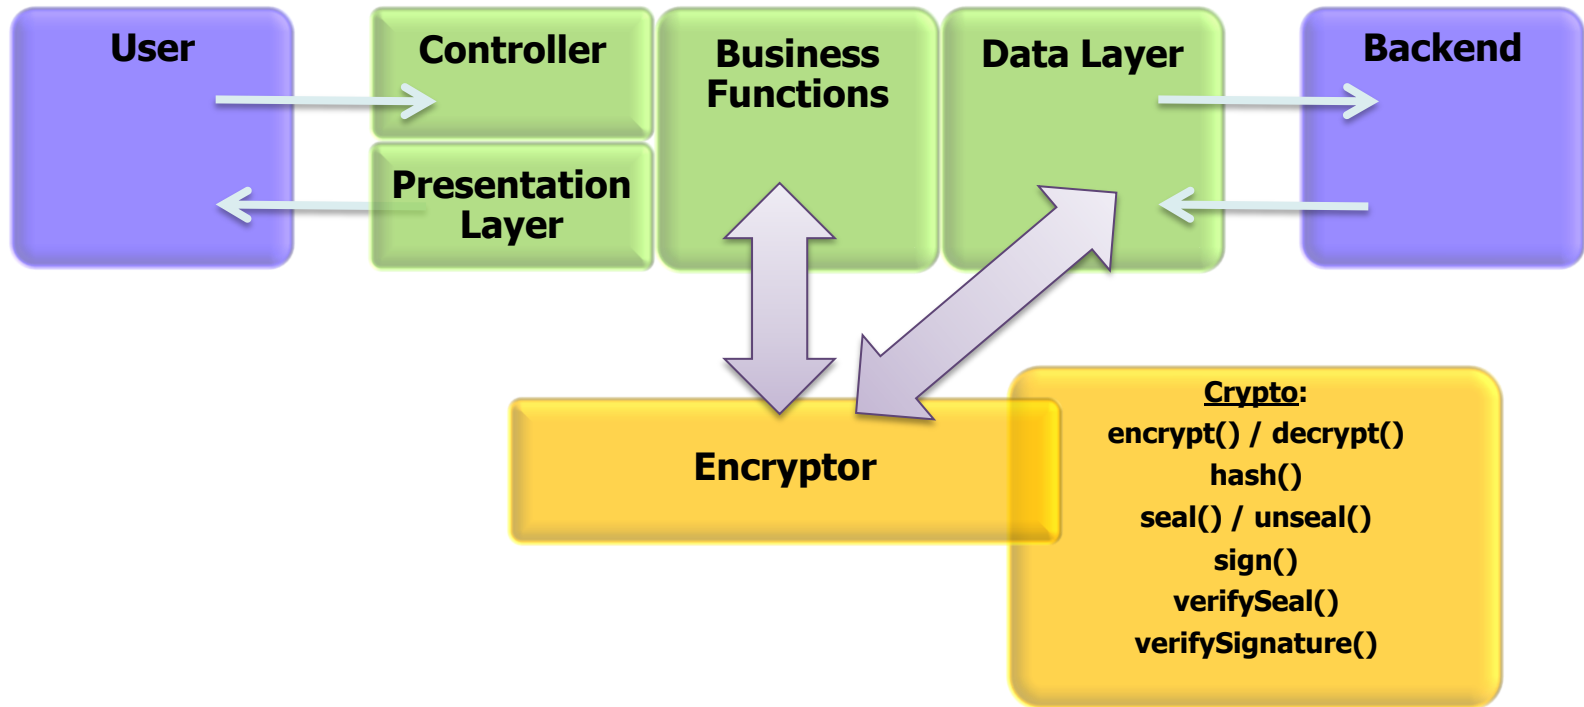 User
Controller
Business
Functions
Data Layer
Backend
Presentation
Layer
Encryptor
Crypto:
encrypt() / decrypt()
hash()
seal() / unseal()
sign()
verifySeal()
verifySignature()